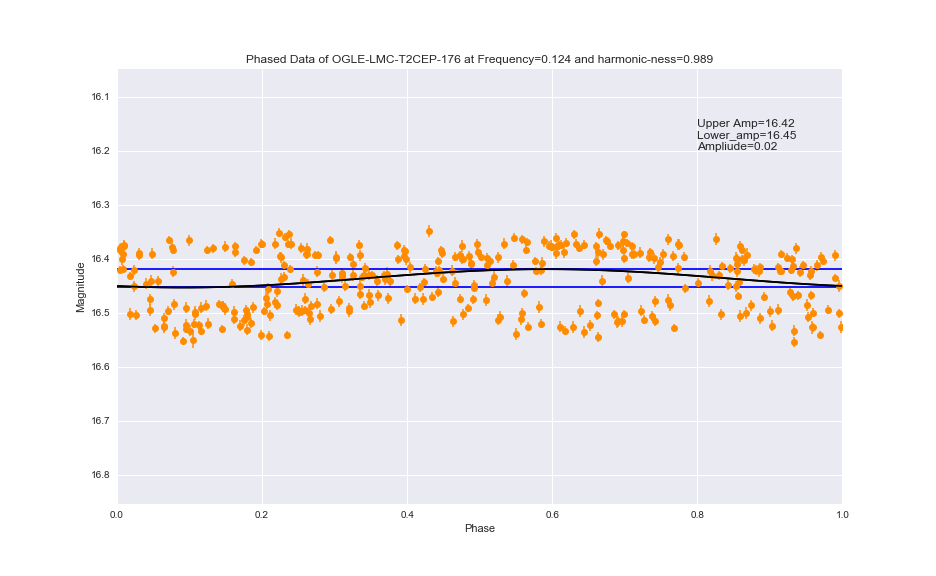 Phased Data of OGLE-LMC-T2CEP-176 at Frequency=0.124 and harmonic-ness=0.989
16.1
Upper Amp=16.42
Lower_amp=16.45
Ampliude=0.02
16.2
16.3
16.4
Magnitude
16.5
16.6
16.7
16.8
0.0 0.2 0.4 0.6 0.8 1.0
Phase